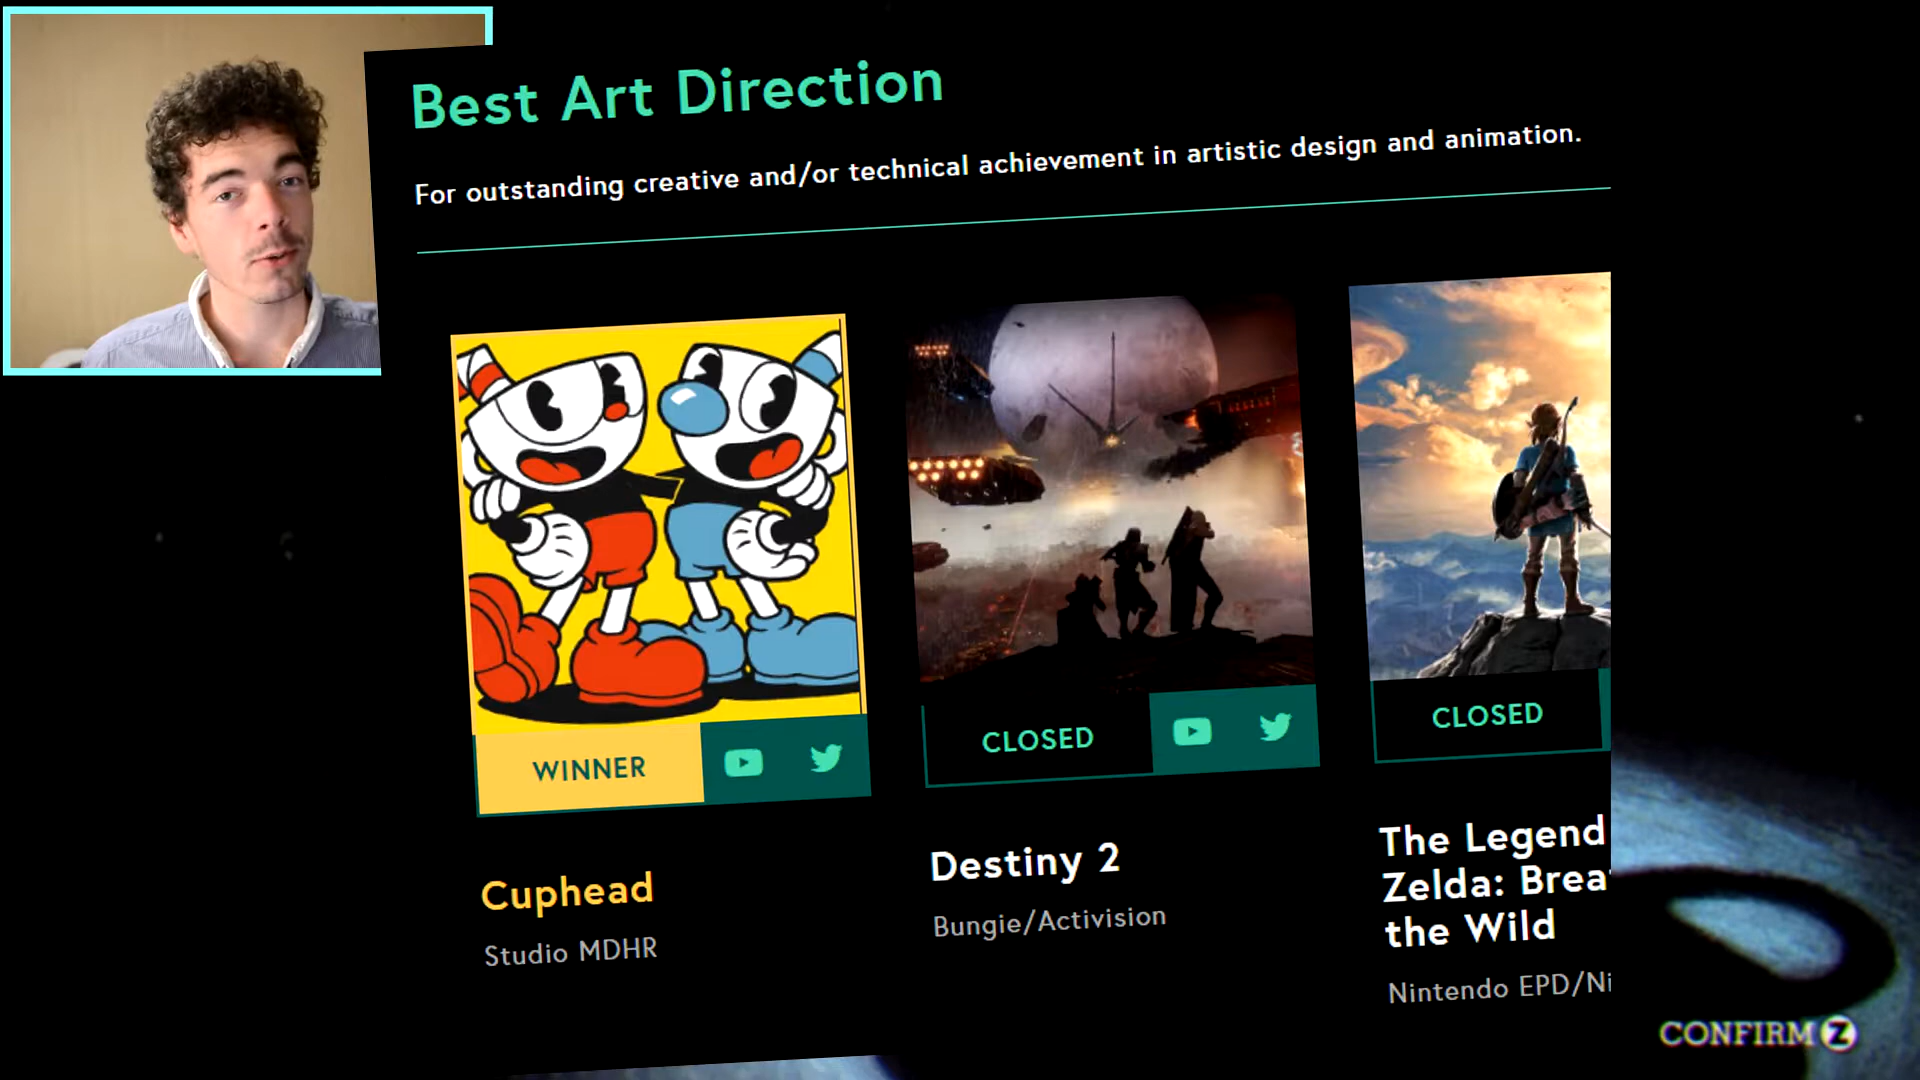 Best Art Direction
For outstanding creative and/or technical achievement in artistic design and animation.
WINNER
CLOSED
CLOSED
Cuphead
Studio MDHR
Destiny 2
Bungie/Activision
The Legend
Zelda: Brea
the Wild
Nintendo EPD/Ni
CONFIRM Z